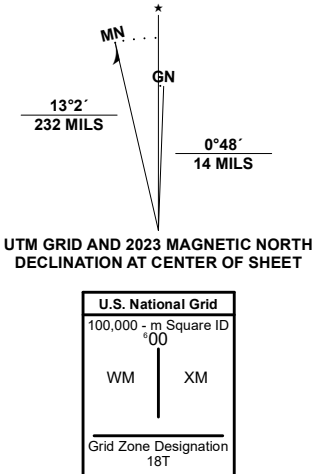 ★
MN
GN
13°2´
232 MILS
0°48´
14 MILS
UTM GRID AND 2023 MAGNETIC NORTH
DECLINATION AT CENTER OF SHEET
U.S. National Grid
100,000 - m Square ID
⁶00
WM XM
Grid Zone Designation
18T